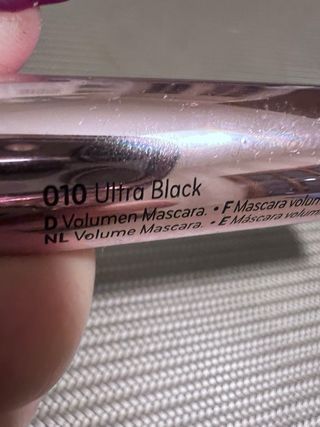 010 Ultra Black
D Volumen Mascara. • F Mascara volum
NL Volume Mascara. • E Máscara volum